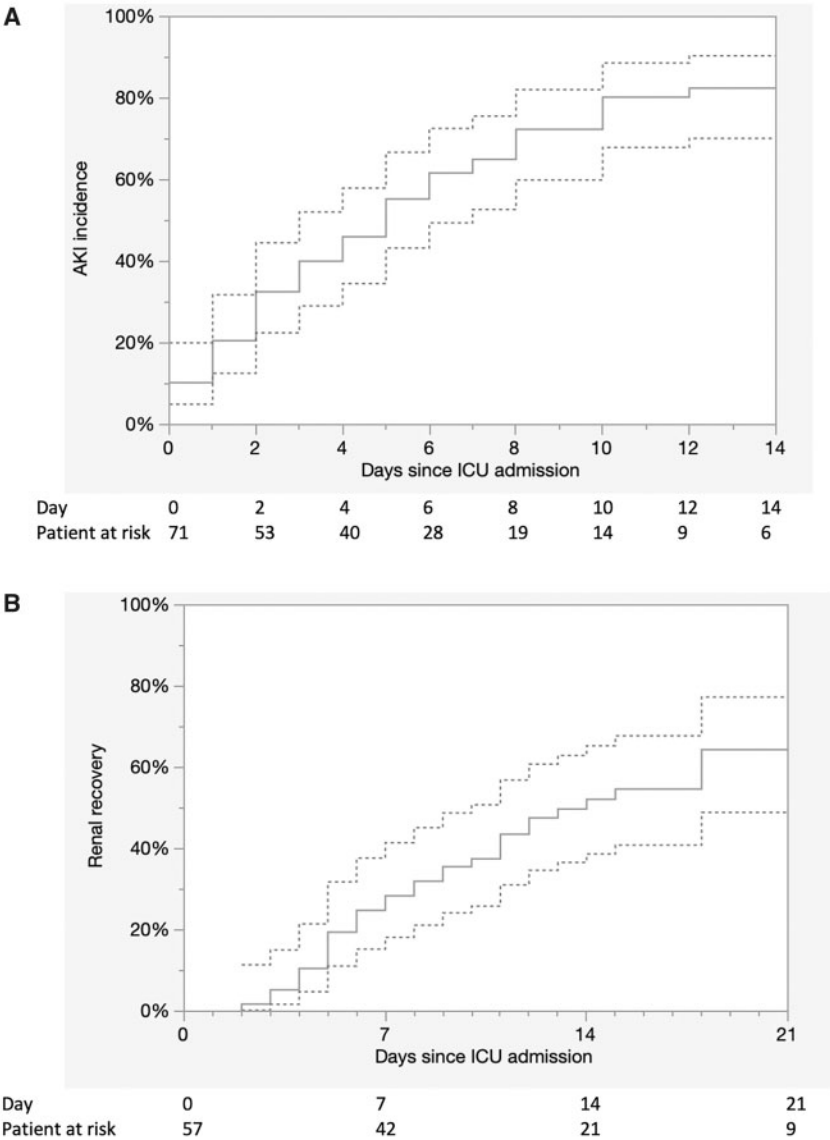 A
100%
80%
60%
40%
20%
0%
AKI incidence
0 2 4 6 8 10 12 14
Days since ICU admission
Day 0 2 4 6 8 10 12 14
Patient at risk 71 53 40 28 19 14 9 6
B
100%
80%
60%
40%
20%
0%
Renal recovery
0 7 14 21
Days since ICU admission
Day 0 7 14 21
Patient at risk 57 42 21 9